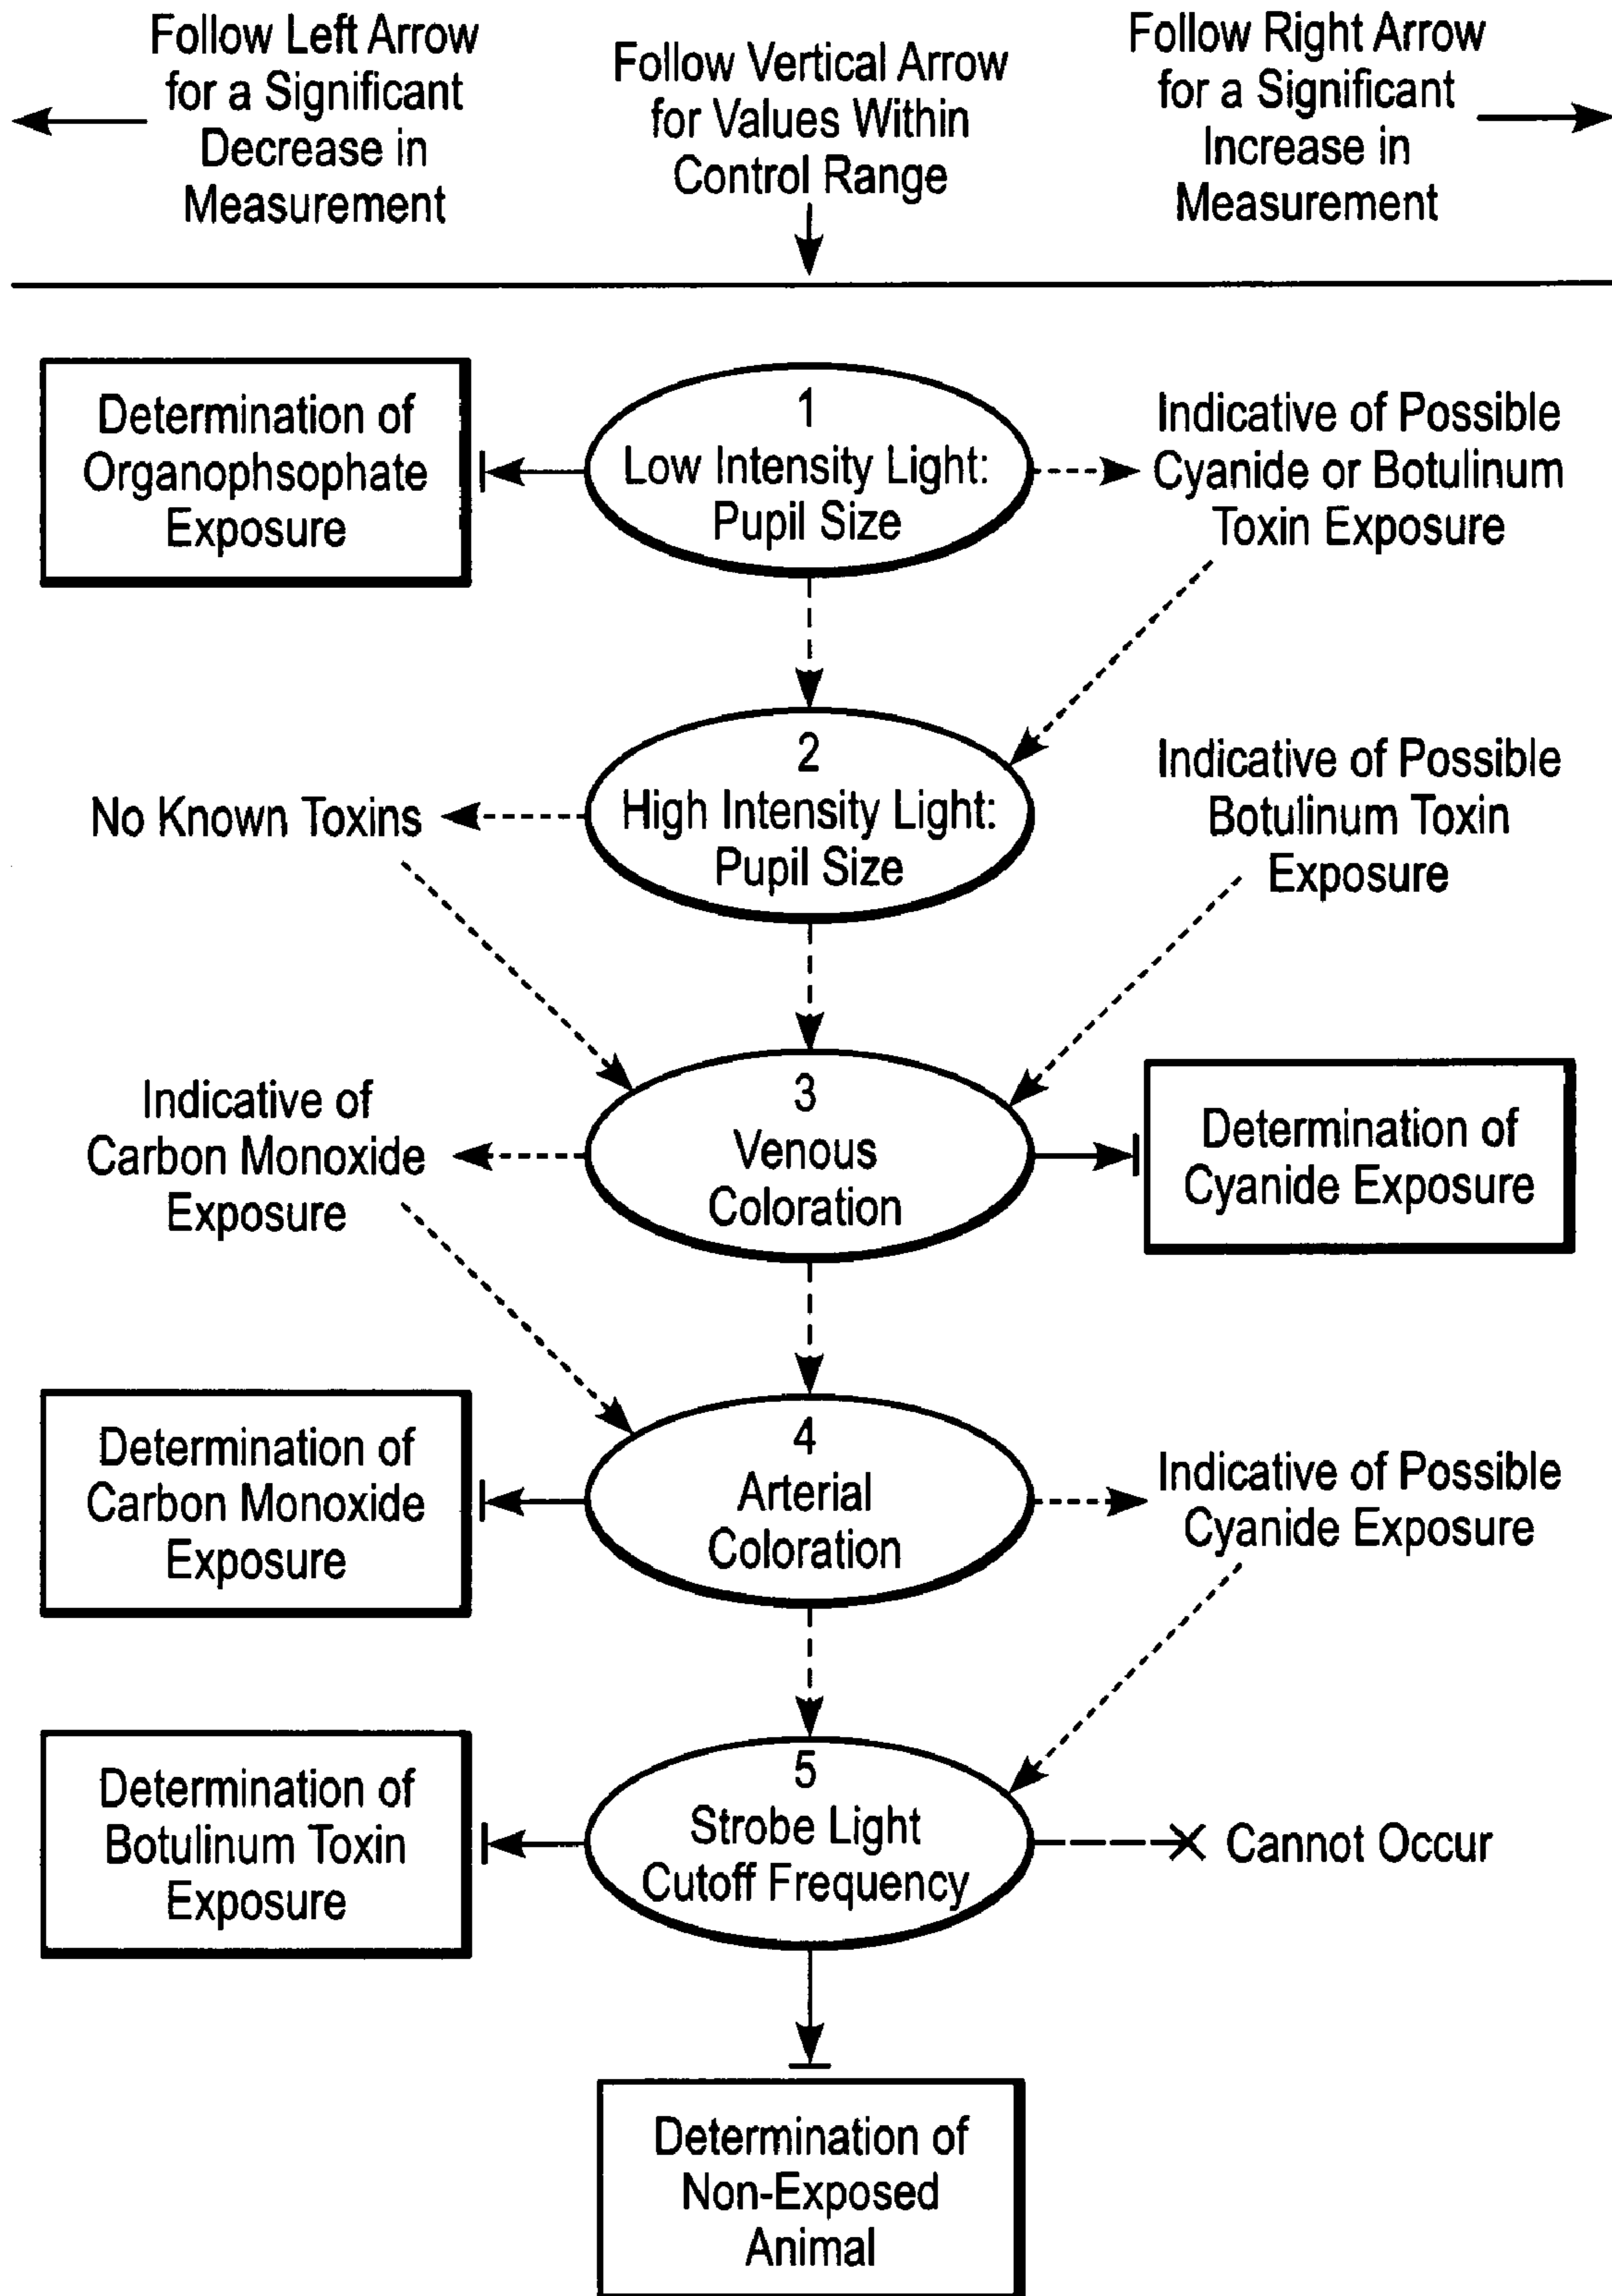 Follow Left Arrow
for a Significant
Decrease in
Measurement
Follow Vertical Arrow
for Values Within
Control Range
Follow Right Arrow
for a Significant
Increase in
Measurement
Determination of
Organophsophate
Exposure
1
Low Intensity Light:
Pupil Size
Indicative of Possible
Cyanide or Botulinum
Toxin Exposure
No Known Toxins
2
High Intensity Light:
Pupil Size
Indicative of Possible
Botulinum Toxin
Exposure
Indicative of
Carbon Monoxide
Exposure
3
Venous
Coloration
Determination of
Cyanide Exposure
Determination of
Carbon Monoxide
Exposure
4
Arterial
Coloration
Indicative of Possible
Cyanide Exposure
Determination of
Botulinum Toxin
Exposure
5
Strobe Light
Cutoff Frequency
Cannot Occur
Determination of
Non-Exposed
Animal